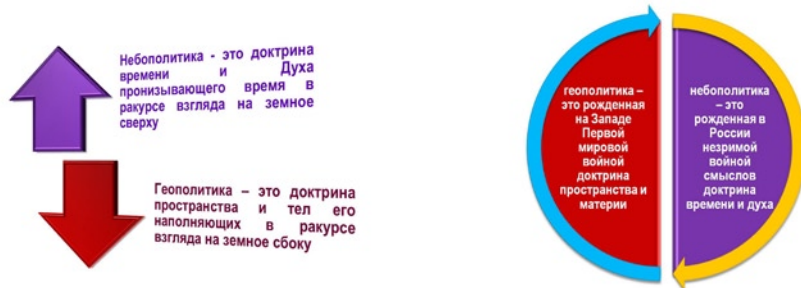 Небополитика - это доктрина
времени и Духа
пронизывающего время в
ракурсе взгляда на земное
сверху
Геополитика – это доктрина
пространства и тел его
наполняющих в ракурсе
взгляда на земное сбоку
геополитика –
это рожденная
на Западе
Первой
мировой
войной
доктрина
пространства и
материи
небополитика
– это
рожденная в
России
незримой
войной
смыслов
доктрина
времени и духа